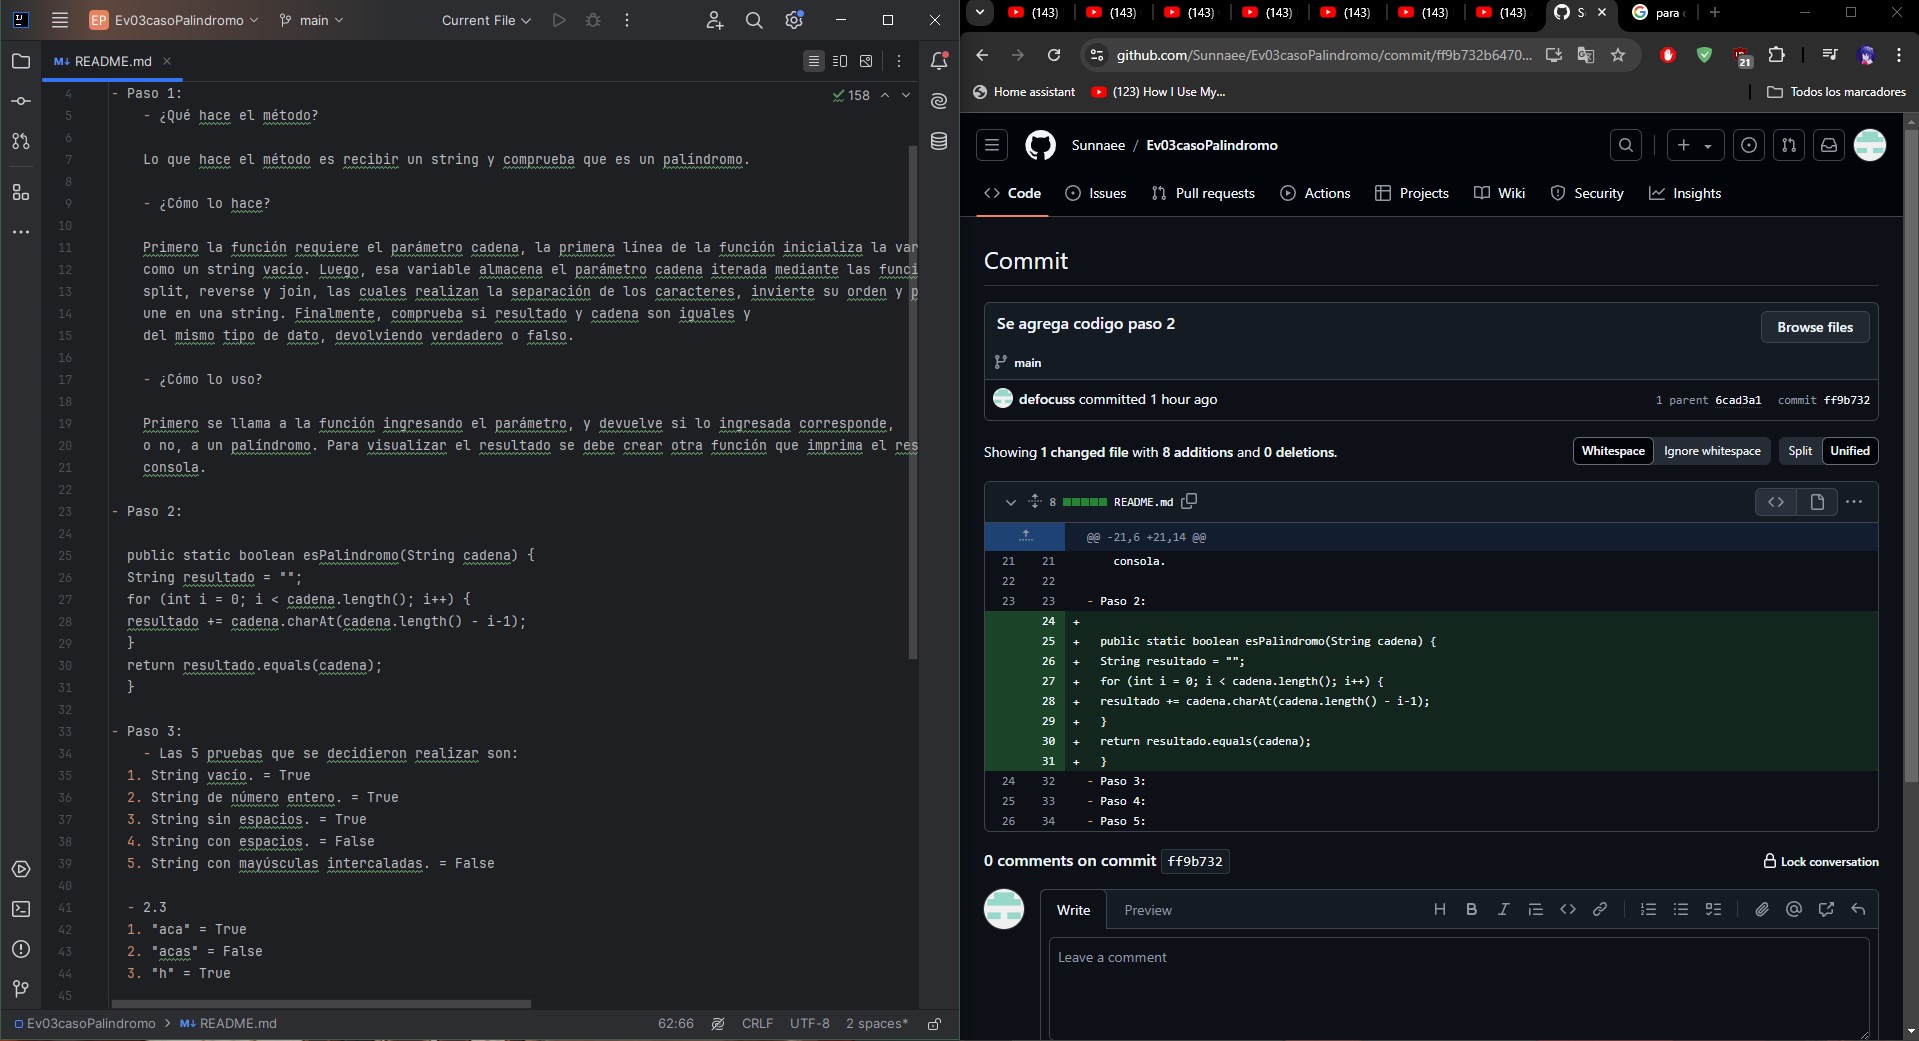 EP Ev03casoPalindromo main Current File
README.md
158
4 - Paso 1:
5 - ¿Qué hace el método?
6
7 Lo que hace el método es recibir un string y comprueba que es un palíndromo.
8
9 - ¿Cómo lo hace?
10
11 Primero la función requiere el parámetro cadena, la primera línea de la función inicializa la var
12 como un string vacío. Luego, esa variable almacena el parámetro cadena iterada mediante las funci
13 split, reverse y join, las cuales realizan la separación de los caracteres, invierte su orden y p
14 une en una string. Finalmente, comprueba si resultado y cadena son iguales y
15 del mismo tipo de dato, devolviendo verdadero o falso.
16
17 - ¿Cómo lo uso?
18
19 Primero se llama a la función ingresando el parámetro, y devuelve si lo ingresada corresponde,
20 o no, a un palíndromo. Para visualizar el resultado se debe crear otra función que imprima el res
21 consola.
22
23 - Paso 2:
24
25 public static boolean esPalindromo(String cadena) {
26 String resultado = "";
27 for (int i = 0; i < cadena.length(); i++) {
28 resultado += cadena.charAt(cadena.length() - i-1);
29 }
30 return resultado.equals(cadena);
31 }
32
33 - Paso 3:
34 - Las 5 pruebas que se decidieron realizar son:
35 1. String vacío. = True
36 2. String de número entero. = True
37 3. String sin espacios. = True
38 4. String con espacios. = False
39 5. String con mayúsculas intercaladas. = False
40
41 - 2.3
42 1. "aca" = True
43 2. "acas" = False
44 3. "h" = True
45
Ev03casoPalindromo > README.md 62:66 CRLF UTF-8 2 spaces*
(143) (143) (143) (143) (143) (143) (143) S para
github.com/Sunnaee/Ev03casoPalindromo/commit/ff9b732b6470...
21
Home assistant (123) How I Use My... Todos los marcadores
Sunnaee / Ev03casoPalindromo
Code Issues Pull requests Actions Projects Wiki Security Insights
Commit
Se agrega codigo paso 2
Browse files
main
defocuss committed 1 hour ago 1 parent 6cad3a1 commit ff9b732
Showing 1 changed file with 8 additions and 0 deletions.
Whitespace Ignore whitespace Split Unified
8 README.md
@@ -21,6 +21,14 @@
21 21 consola.
22 22
23 23 - Paso 2:
24 +
25 + public static boolean esPalindromo(String cadena) {
26 + String resultado = "";
27 + for (int i = 0; i < cadena.length(); i++) {
28 + resultado += cadena.charAt(cadena.length() - i-1);
29 + }
30 + return resultado.equals(cadena);
31 + }
24 32 - Paso 3:
25 33 - Paso 4:
26 34 - Paso 5:
0 comments on commit ff9b732
Lock conversation
Write Preview
Leave a comment